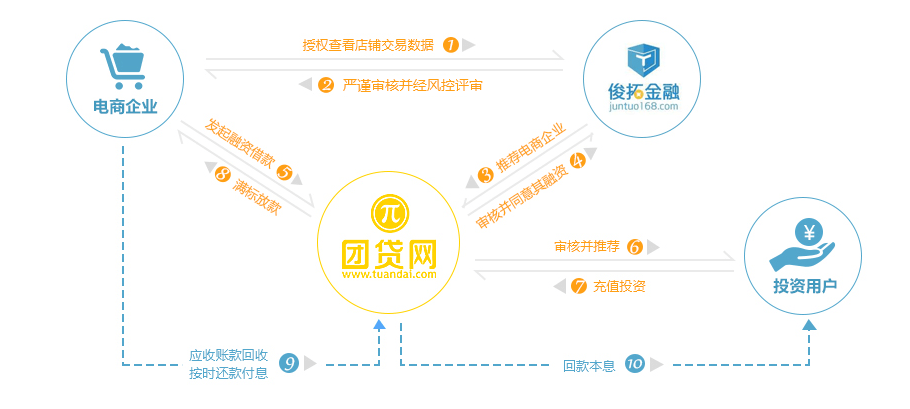 授权查看店铺交易数据 1
2 严谨审核并经风控评审
电商企业
俊拓金融
juntuo168.com
发起融资借款 5
8 满标放款
3 推荐电商企业
审核并同意其融资 4
π
团贷网
www.tuandai.com
审核并推荐 6
7 充值投资
¥
投资用户
应收账款回收
按时还款付息
9
回款本息 10